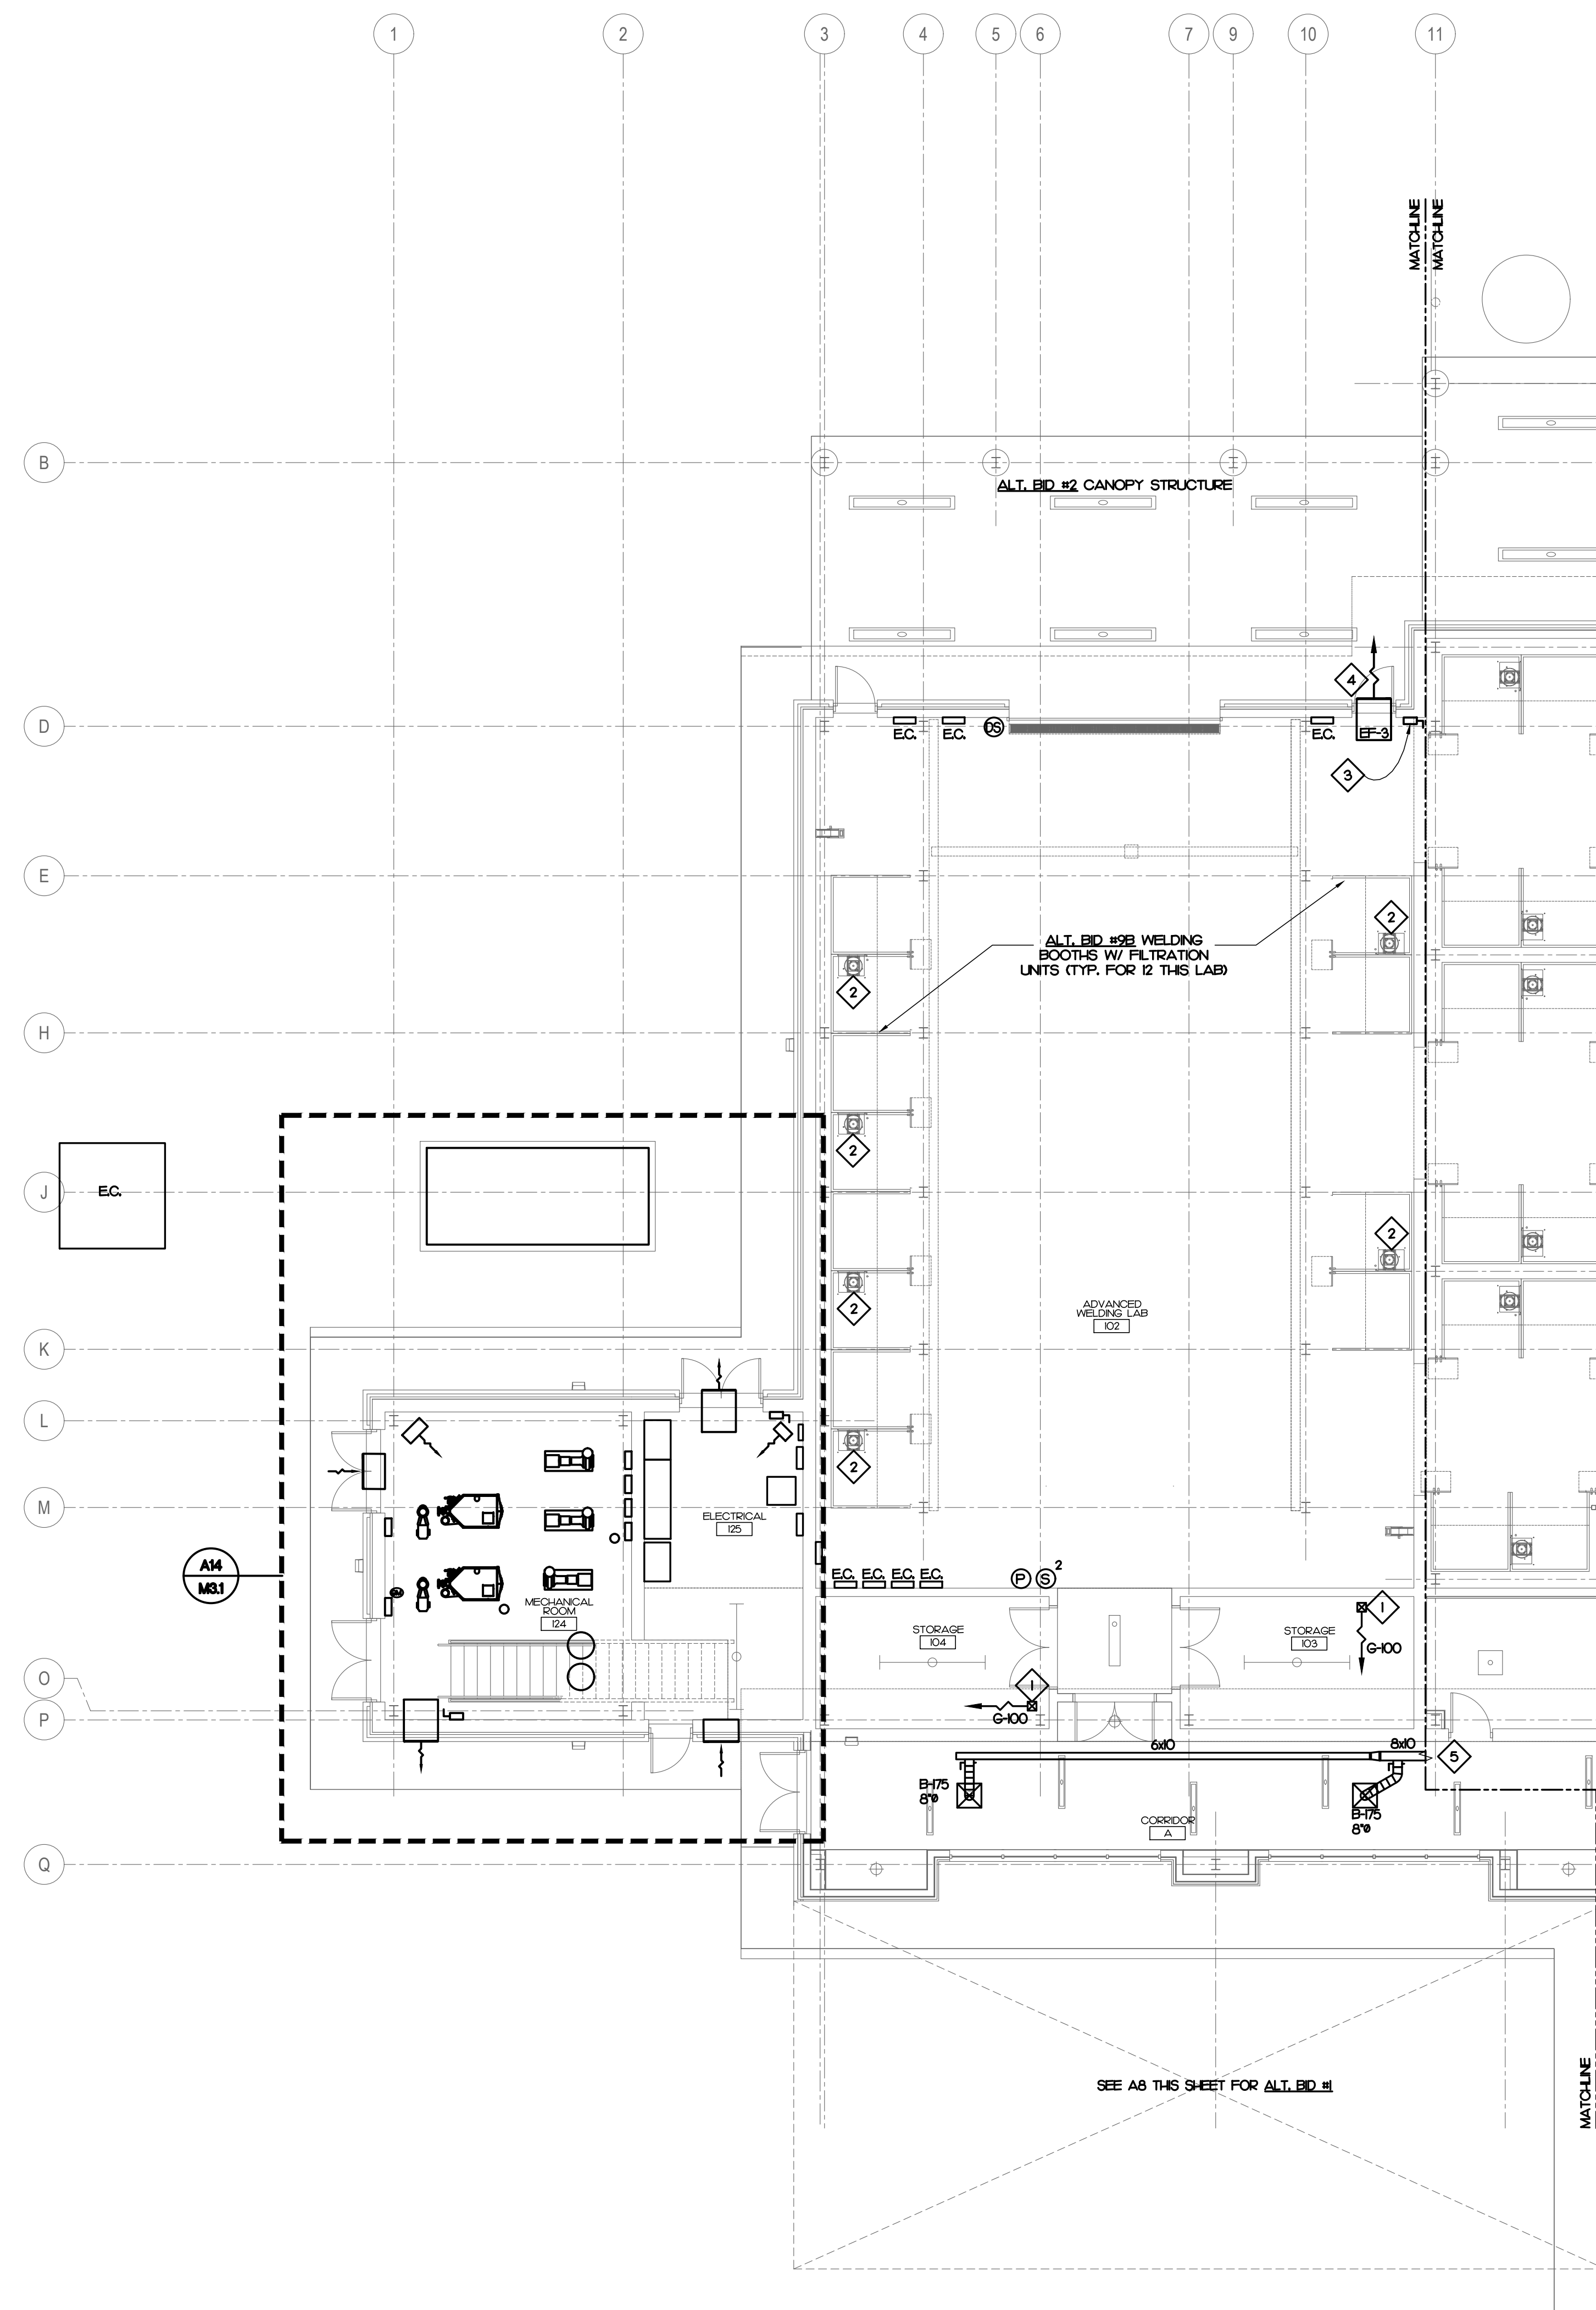 1
2
3
4
5
6
7
9
10
11
MATCHLINE
MATCHLINE
B
ALT. BID #2 CANOPY STRUCTURE
4
D
E.C.
E.C.
DS
E.C.
EF-3
3
E
2
ALT. BID #9B WELDING
BOOTHS W/ FILTRATION
UNITS (TYP. FOR 12 THIS LAB)
2
H
2
J
E.C.
2
2
ADVANCED
WELDING LAB
102
K
L
2
M
ELECTRICAL
125
A14
M3.1
E.C.
E.C.
E.C.
E.C.
P
S
2
MECHANICAL
ROOM
124
STORAGE
104
STORAGE
103
1
G-100
O
1
G-100
P
6x10
8x10
5
B-175
8"Ø
B-175
8"Ø
CORRIDOR
A
Q
SEE A8 THIS SHEET FOR ALT. BID #1
MATCHLINE